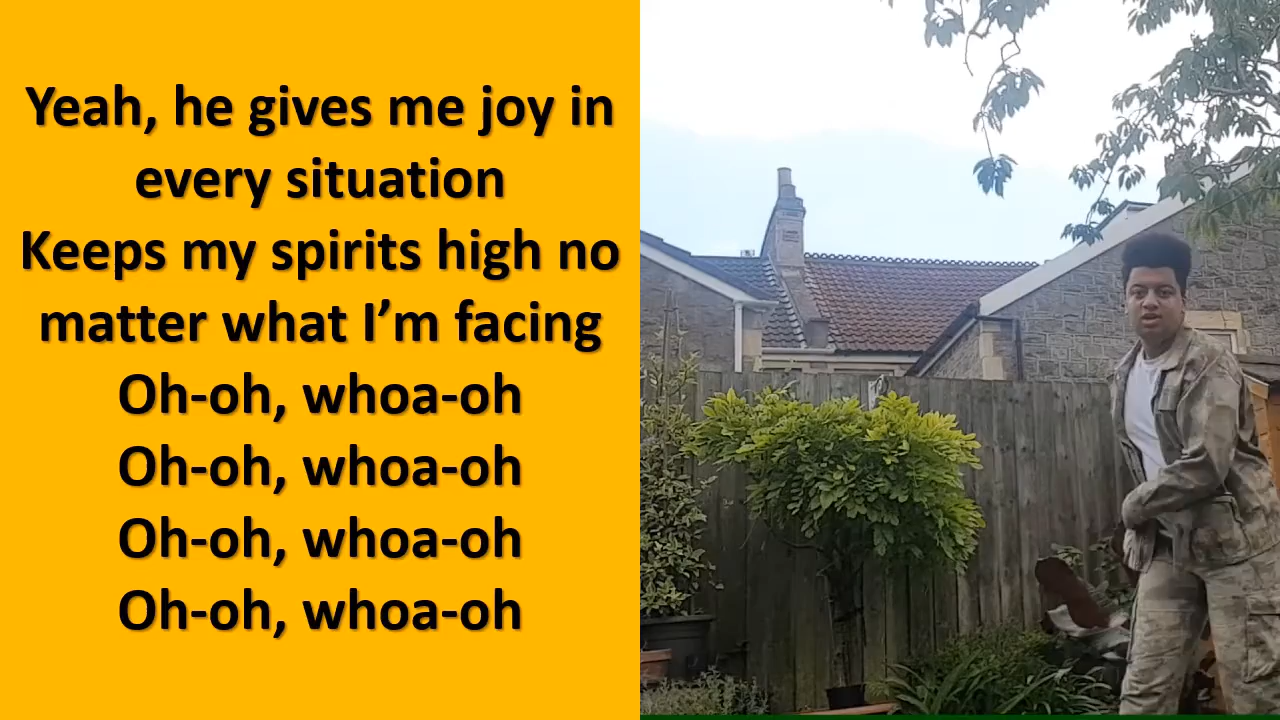 Yeah, he gives me joy in
every situation
Keeps my spirits high no
matter what I’m facing
Oh-oh, whoa-oh
Oh-oh, whoa-oh
Oh-oh, whoa-oh
Oh-oh, whoa-oh